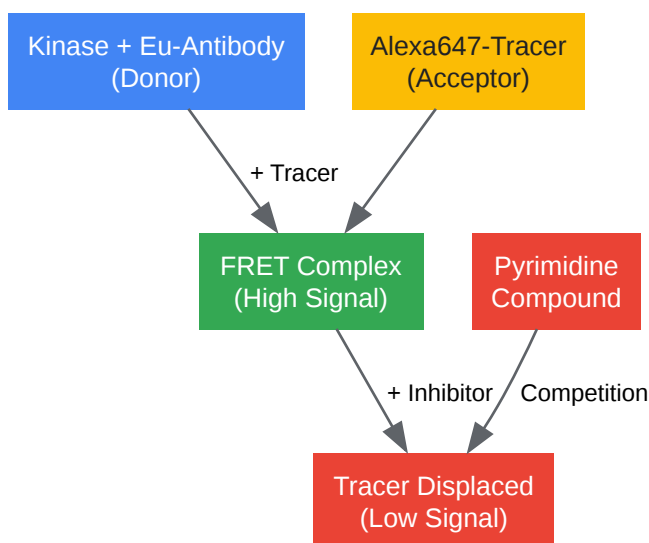 Kinase + Eu-Antibody
(Donor)
Alexa647-Tracer
(Acceptor)
+ Tracer
FRET Complex
(High Signal)
Pyrimidine
Compound
+ Inhibitor
Competition
Tracer Displaced
(Low Signal)